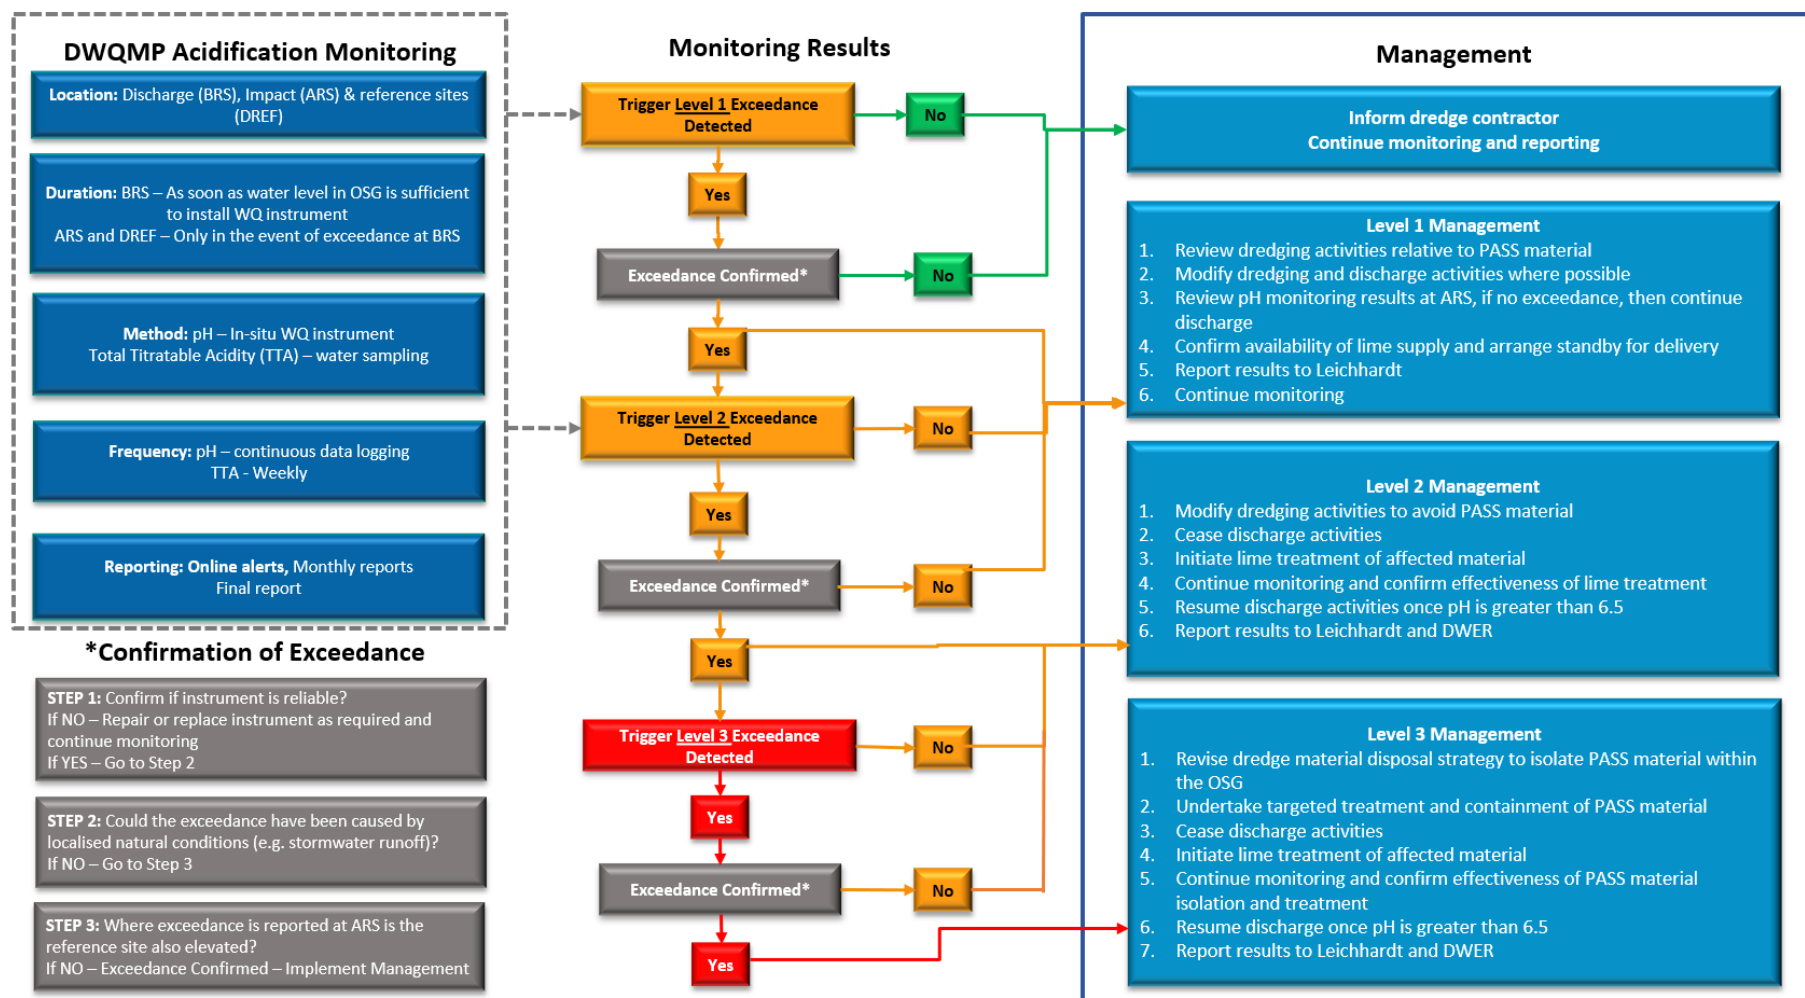 DWQMP Acidification Monitoring
Location: Discharge (BRS), Impact (ARS) & reference sites
(DREF)
Duration: BRS – As soon as water level in OSG is sufficient
to install WQ instrument
ARS and DREF – Only in the event of exceedance at BRS
Method: pH – In-situ WQ instrument
Total Titratable Acidity (TTA) – water sampling
Frequency: pH – continuous data logging
TTA - Weekly
Reporting: Online alerts, Monthly reports
Final report
*Confirmation of Exceedance
STEP 1: Confirm if instrument is reliable?
If NO – Repair or replace instrument as required and
continue monitoring
If YES – Go to Step 2
STEP 2: Could the exceedance have been caused by
localised natural conditions (e.g. stormwater runoff)?
If NO – Go to Step 3
STEP 3: Where exceedance is reported at ARS is the
reference site also elevated?
If NO – Exceedance Confirmed – Implement Management
Monitoring Results
Trigger Level 1 Exceedance
Detected
No
Yes
Exceedance Confirmed*
No
Yes
Trigger Level 2 Exceedance
Detected
No
Yes
Exceedance Confirmed*
No
Yes
Trigger Level 3 Exceedance
Detected
No
Yes
Exceedance Confirmed*
No
Yes
Management
Inform dredge contractor
Continue monitoring and reporting
Level 1 Management
1. Review dredging activities relative to PASS material
2. Modify dredging and discharge activities where possible
3. Review pH monitoring results at ARS, if no exceedance, then continue
discharge
4. Confirm availability of lime supply and arrange standby for delivery
5. Report results to Leichhardt
6. Continue monitoring
Level 2 Management
1. Modify dredging activities to avoid PASS material
2. Cease discharge activities
3. Initiate lime treatment of affected material
4. Continue monitoring and confirm effectiveness of lime treatment
5. Resume discharge activities once pH is greater than 6.5
6. Report results to Leichhardt and DWER
Level 3 Management
1. Revise dredge material disposal strategy to isolate PASS material within
the OSG
2. Undertake targeted treatment and containment of PASS material
3. Cease discharge activities
4. Initiate lime treatment of affected material
5. Continue monitoring and confirm effectiveness of PASS material
isolation and treatment
6. Resume discharge once pH is greater than 6.5
7. Report results to Leichhardt and DWER